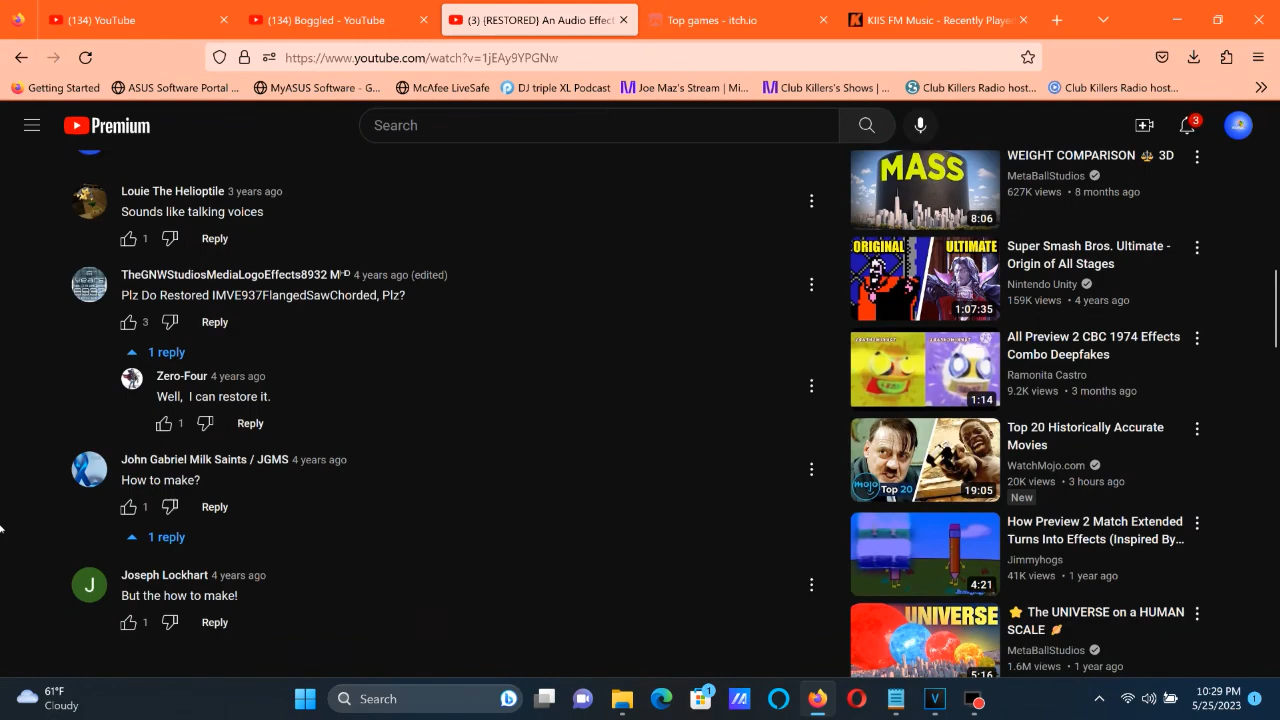 (134) YouTube
(134) Boggled - YouTube
(3) {RESTORED} An Audio Effect
Top games - itch.io
KIIS FM Music - Recently Playe
https://www.youtube.com/watch?v=1jEAy9YPGNw
Getting Started
ASUS Software Portal ...
MyASUS Software - G...
McAfee LiveSafe
DJ triple XL Podcast
Joe Maz's Stream | Mi...
Club Killers's Shows | ...
Club Killers Radio host...
Club Killers Radio host...
Premium
Search
3
Louie The Helioptile 3 years ago
Sounds like talking voices
1 Reply
TheGNWStudiosMediaLogoEffects8932 Mᴴᴰ 4 years ago (edited)
Plz Do Restored IMVE937FlangedSawChorded, Plz?
3 Reply
1 reply
Zero-Four 4 years ago
Well, I can restore it.
1 Reply
John Gabriel Milk Saints / JGMS 4 years ago
How to make?
1 Reply
1 reply
J
Joseph Lockhart 4 years ago
But the how to make!
1 Reply
MASS
8:06
WEIGHT COMPARISON ⚖ 3D
MetaBallStudios
627K views • 8 months ago
ORIGINAL ULTIMATE
1:07:35
Super Smash Bros. Ultimate -
Origin of All Stages
Nintendo Unity
159K views • 4 years ago
1:14
All Preview 2 CBC 1974 Effects
Combo Deepfakes
Ramonita Castro
9.2K views • 3 months ago
mojo Top 20
19:05
Top 20 Historically Accurate
Movies
WatchMojo.com
20K views • 3 hours ago
New
4:21
How Preview 2 Match Extended
Turns Into Effects (Inspired By...
Jimmyhogs
41K views • 1 year ago
UNIVERSE
5:16
⭐ The UNIVERSE on a HUMAN
SCALE 🪐
MetaBallStudios
1.6M views • 1 year ago
61°F
Cloudy
Search
1
10:29 PM
5/25/2023
1